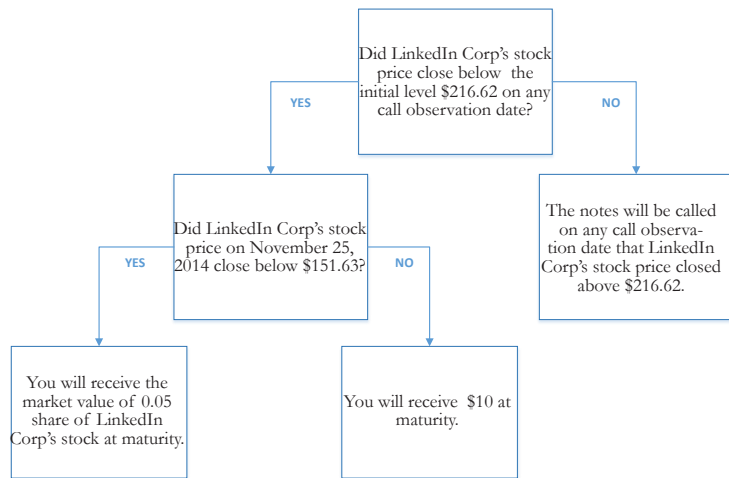 Did LinkedIn Corp's stock
price close below the
initial level $216.62 on any
call observation date?
YES
NO
Did LinkedIn Corp's stock
price on November 25,
2014 close below $151.63?
The notes will be called
on any call observa-
tion date that LinkedIn
Corp's stock price closed
above $216.62.
YES
NO
You will receive the
market value of 0.05
share of LinkedIn
Corp's stock at maturity.
You will receive $10 at
maturity.